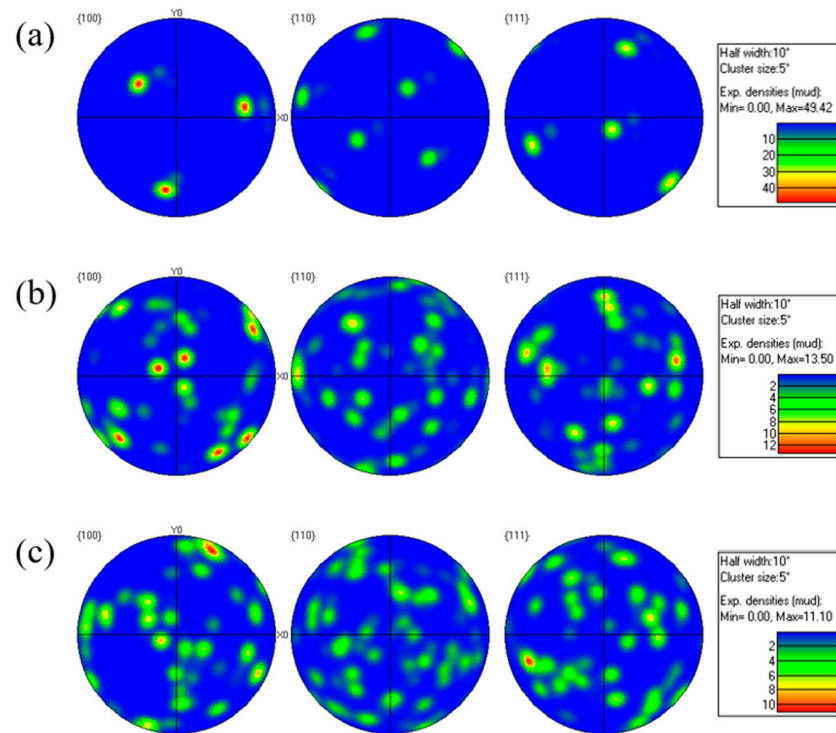 (a)
{100}
Y0
{110}
{111}
X0
Half width:10°
Cluster size:5°
Exp. densities (mud):
Min= 0.00, Max=49.42
10
20
30
40
(b)
{100}
Y0
{110}
{111}
X0
Half width:10°
Cluster size:5°
Exp. densities (mud):
Min= 0.00, Max=13.50
2
4
6
8
10
12
(c)
{100}
Y0
{110}
{111}
X0
Half width:10°
Cluster size:5°
Exp. densities (mud):
Min= 0.00, Max=11.10
2
4
6
8
10